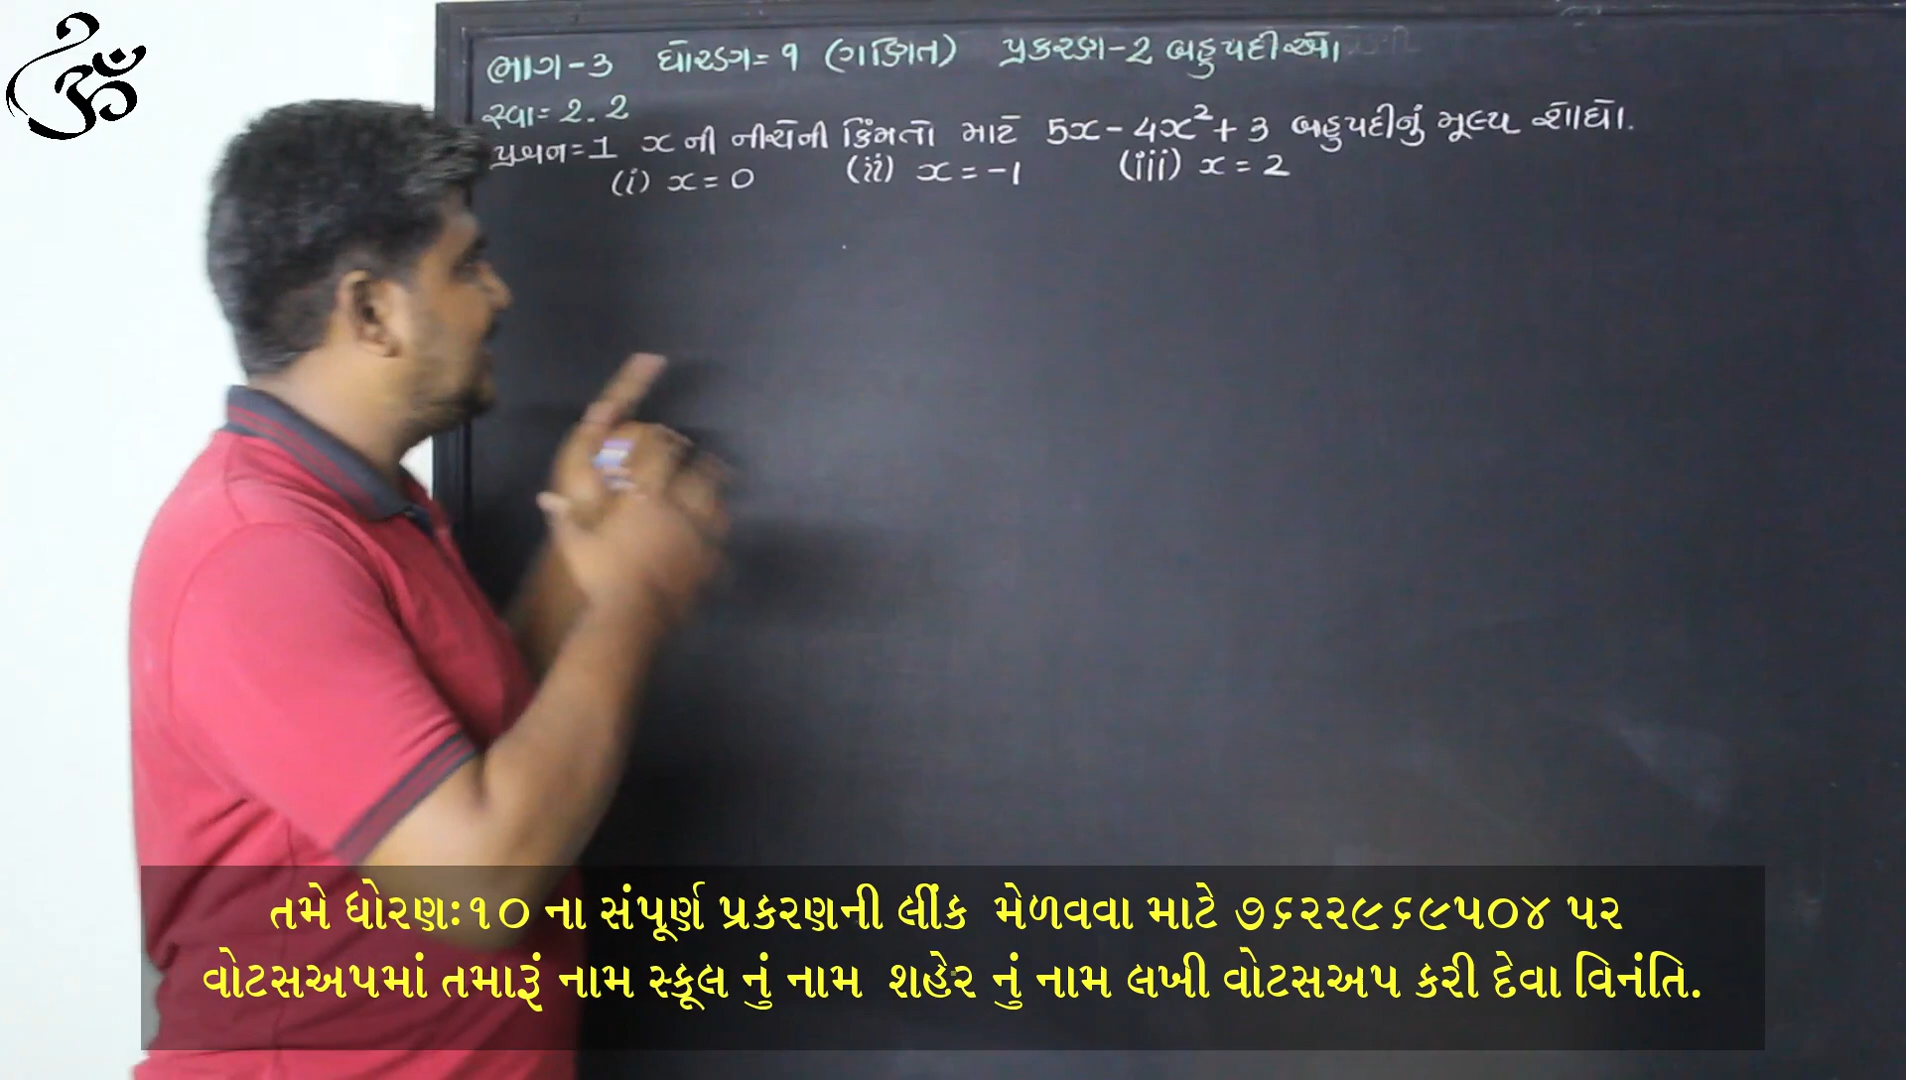 ૐ
ભાગ-3 ધોરણ= ૧ (ગણિત) પ્રકરણ-2 બહુપદીઓ
સ્વા= 2.2
પ્રશ્ન=1 x ની નીચેની કિંમતો માટે 5x - 4x² + 3 બહુપદીનું મૂલ્ય શોધો.
(i) x = 0 (ii) x = -1 (iii) x = 2
તમે ધોરણઃ૧૦ ના સંપૂર્ણ પ્રકરણની લીંક મેળવવા માટે ૭૬૨૨૯૬૯૫૦૪ પર
વોટસઅપમાં તમારૂં નામ સ્કૂલ નું નામ શહેર નું નામ લખી વોટસઅપ કરી દેવા વિનંતિ.